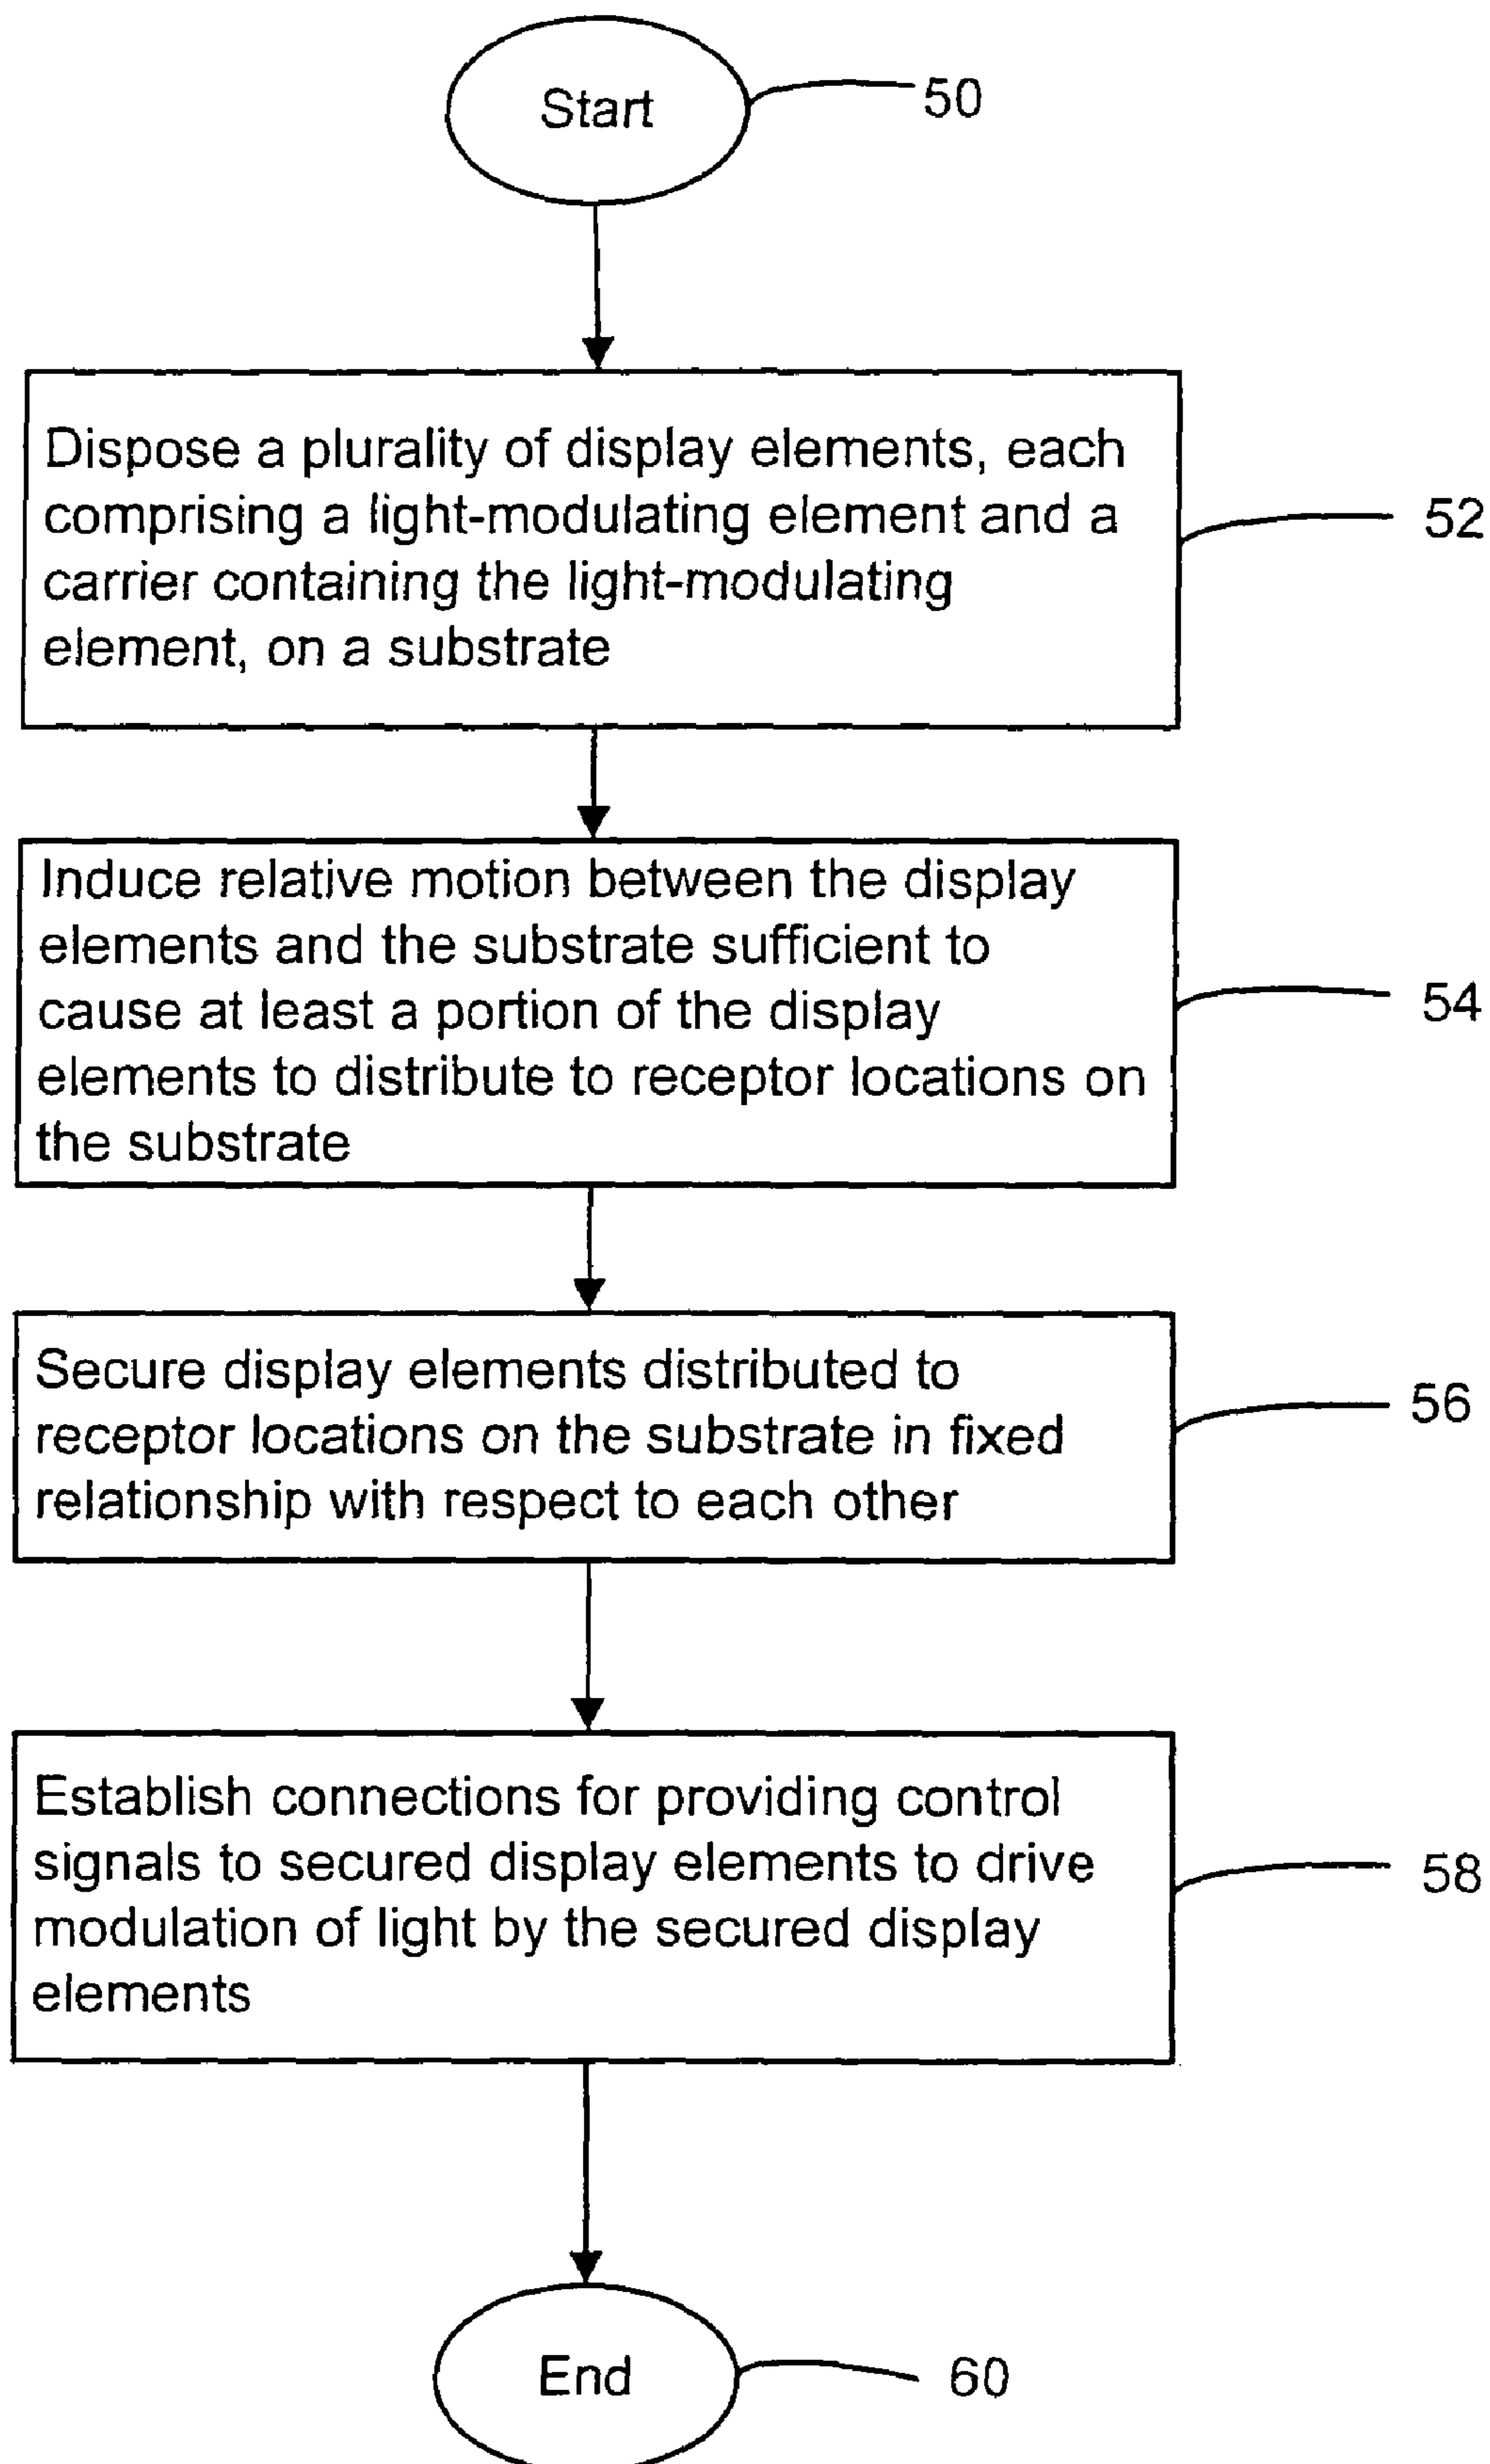 Start
50
Dispose a plurality of display elements, each
comprising a light-modulating element and a
carrier containing the light-modulating
element, on a substrate
52
Induce relative motion between the display
elements and the substrate sufficient to
cause at least a portion of the display
elements to distribute to receptor locations on
the substrate
54
Secure display elements distributed to
receptor locations on the substrate in fixed
relationship with respect to each other
56
Establish connections for providing control
signals to secured display elements to drive
modulation of light by the secured display
elements
58
End
60